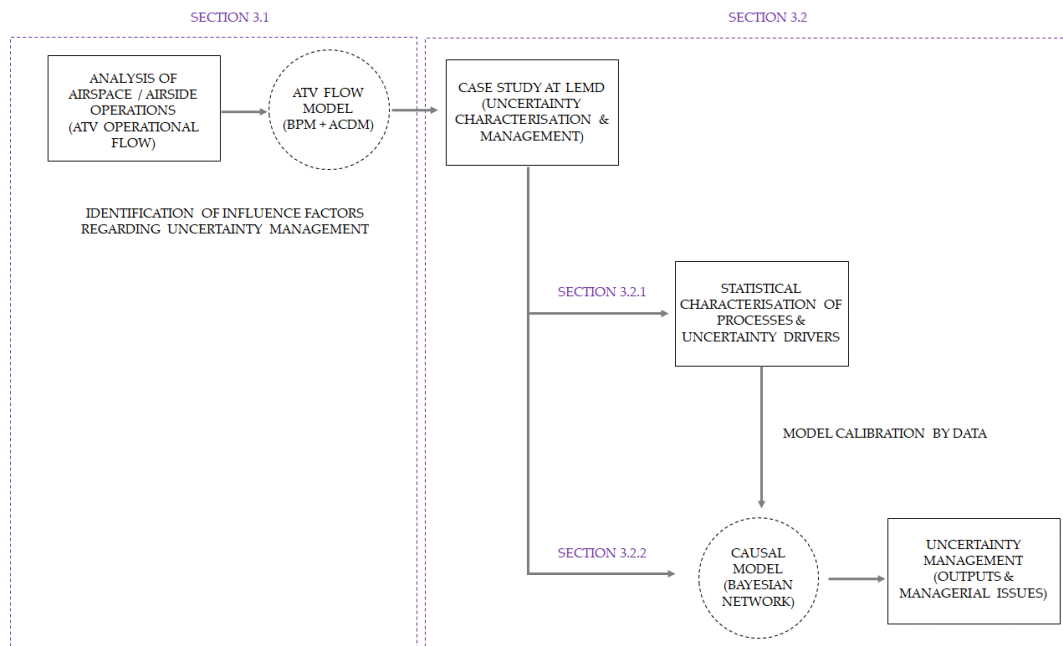 SECTION 3.1
SECTION 3.2
ANALYSIS OF
AIRSPACE / AIRSIDE
OPERATIONS
(ATV OPERATIONAL
FLOW)
ATV FLOW
MODEL
(BPM + ACDM)
CASE STUDY AT LEMD
(UNCERTAINTY
CHARACTERISATION &
MANAGEMENT)
IDENTIFICATION OF INFLUENCE FACTORS
REGARDING UNCERTAINTY MANAGEMENT
SECTION 3.2.1
STATISTICAL
CHARACTERISATION OF
PROCESSES &
UNCERTAINTY DRIVERS
MODEL CALIBRATION BY DATA
SECTION 3.2.2
CAUSAL
MODEL
(BAYESIAN
NETWORK)
UNCERTAINTY
MANAGEMENT
(OUTPUTS &
MANAGERIAL ISSUES)